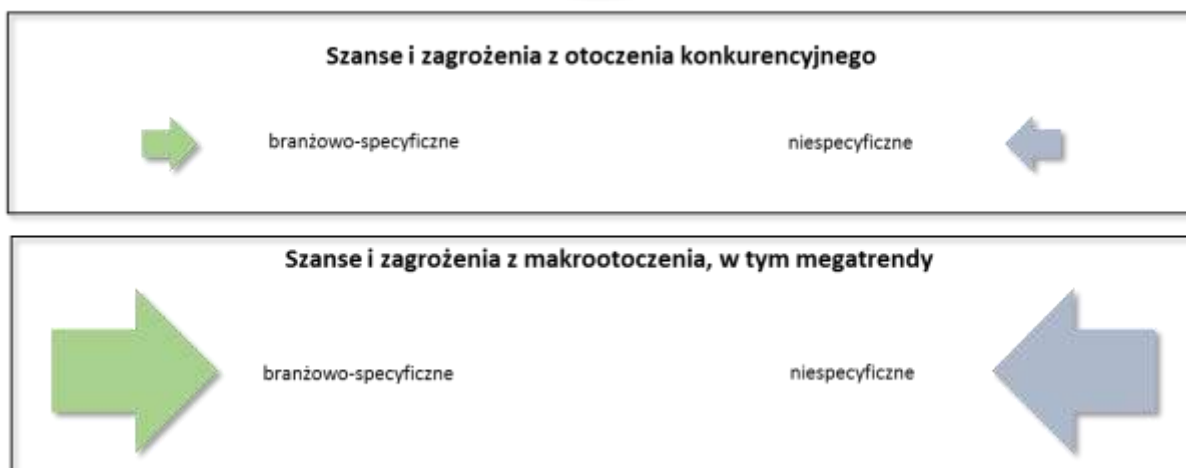 Szanse i zagrożenia z otoczenia konkurencyjnego
branżowo-specyficzne niespecyficzne
Szanse i zagrożenia z makrootoczenia, w tym megatrendy
branżowo-specyficzne niespecyficzne